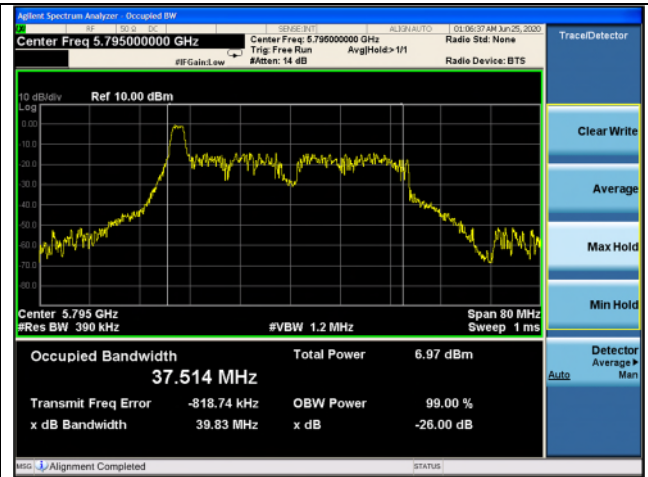 Agilent Spectrum Analyzer - Occupied BW
RF 50 Ω DC SENSE:INT ALIGN AUTO 01:06:37 AM Jun 25, 2020
Center Freq 5.795000000 GHz Center Freq: 5.795000000 GHz Radio Std: None
Trig: Free Run Avg|Hold:>1/1
#IFGain:Low #Atten: 14 dB Radio Device: BTS
Trace/Detector
10 dB/div Ref 10.00 dBm
Log
0.00
-10.0
-20.0
-30.0
-40.0
-50.0
-60.0
-70.0
-80.0
Center 5.795 GHz Span 80 MHz
#Res BW 390 kHz #VBW 1.2 MHz Sweep 1 ms
Occupied Bandwidth Total Power 6.97 dBm
37.514 MHz
Transmit Freq Error -818.74 kHz OBW Power 99.00 %
x dB Bandwidth 39.83 MHz x dB -26.00 dB
Clear Write
Average
Max Hold
Min Hold
Detector
Average
Auto Man
MSG Alignment Completed STATUS